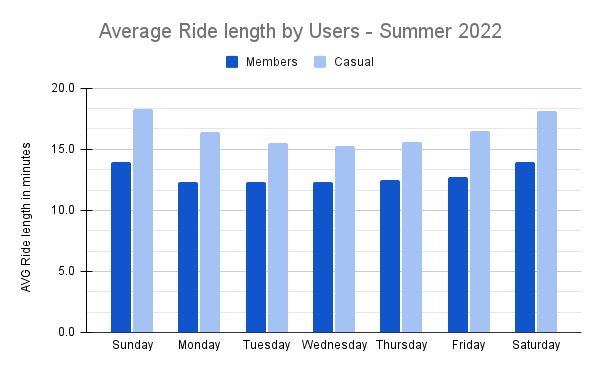 Average Ride length by Users - Summer 2022
Members Casual
20.0
15.0
10.0
5.0
0.0
AVG Ride length in minutes
Sunday Monday Tuesday Wednesday Thursday Friday Saturday